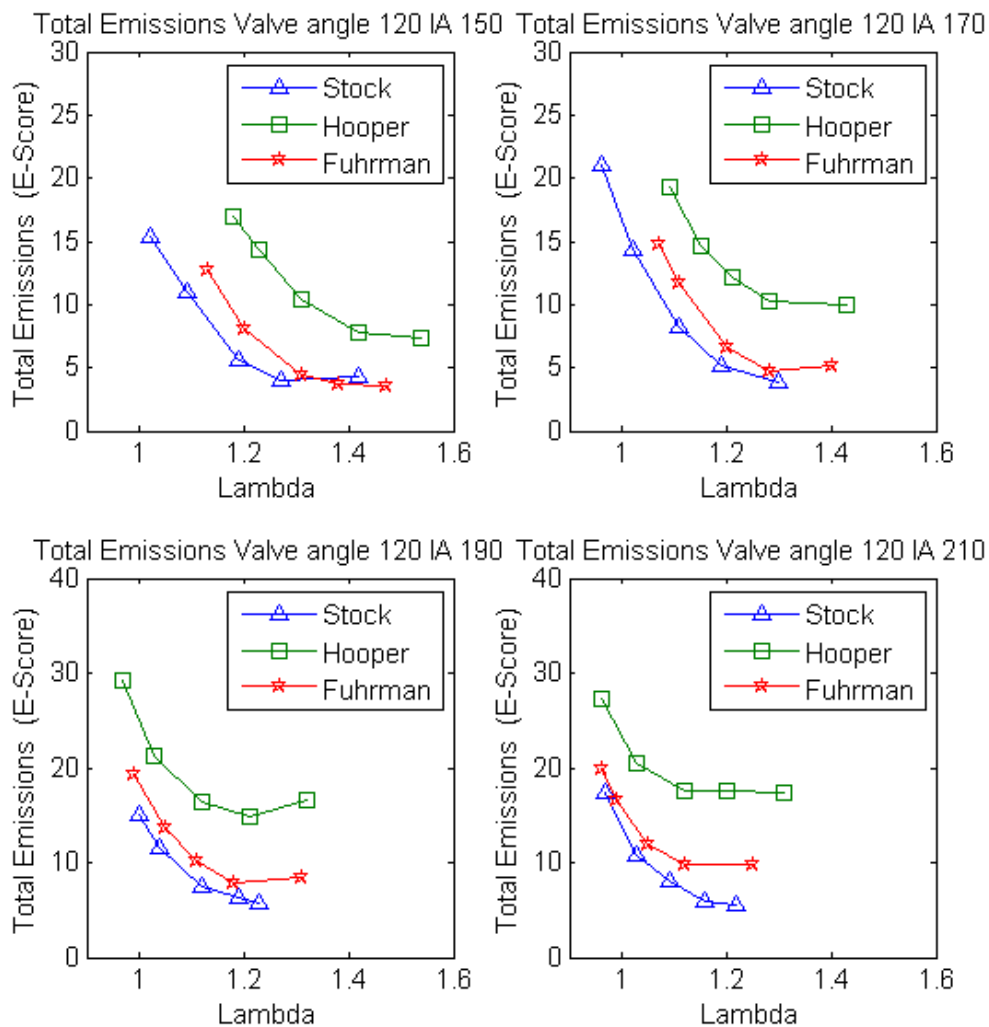 Total Emissions Valve angle 120 IA 150
30
25
20
15
10
5
0
Total Emissions (E-Score)
Stock
Hooper
Fuhrman
1
1.2
1.4
1.6
Lambda
Total Emissions Valve angle 120 IA 170
30
25
20
15
10
5
0
Total Emissions (E-Score)
Stock
Hooper
Fuhrman
1
1.2
1.4
1.6
Lambda
Total Emissions Valve angle 120 IA 190
40
30
20
10
0
Total Emissions (E-Score)
Stock
Hooper
Fuhrman
1
1.2
1.4
1.6
Lambda
Total Emissions Valve angle 120 IA 210
40
30
20
10
0
Total Emissions (E-Score)
Stock
Hooper
Fuhrman
1
1.2
1.4
1.6
Lambda